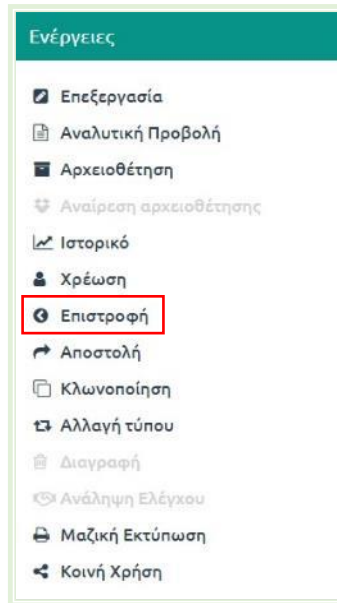 Ενέργειες
Επεξεργασία
Αναλυτική Προβολή
Αρχειοθέτηση
Αναίρεση αρχειοθέτησης
Ιστορικό
Χρέωση
Επιστροφή
Αποστολή
Κλωνοποίηση
Αλλαγή τύπου
Διαγραφή
Ανάληψη Ελέγχου
Μαζική Εκτύπωση
Κοινή Χρήση